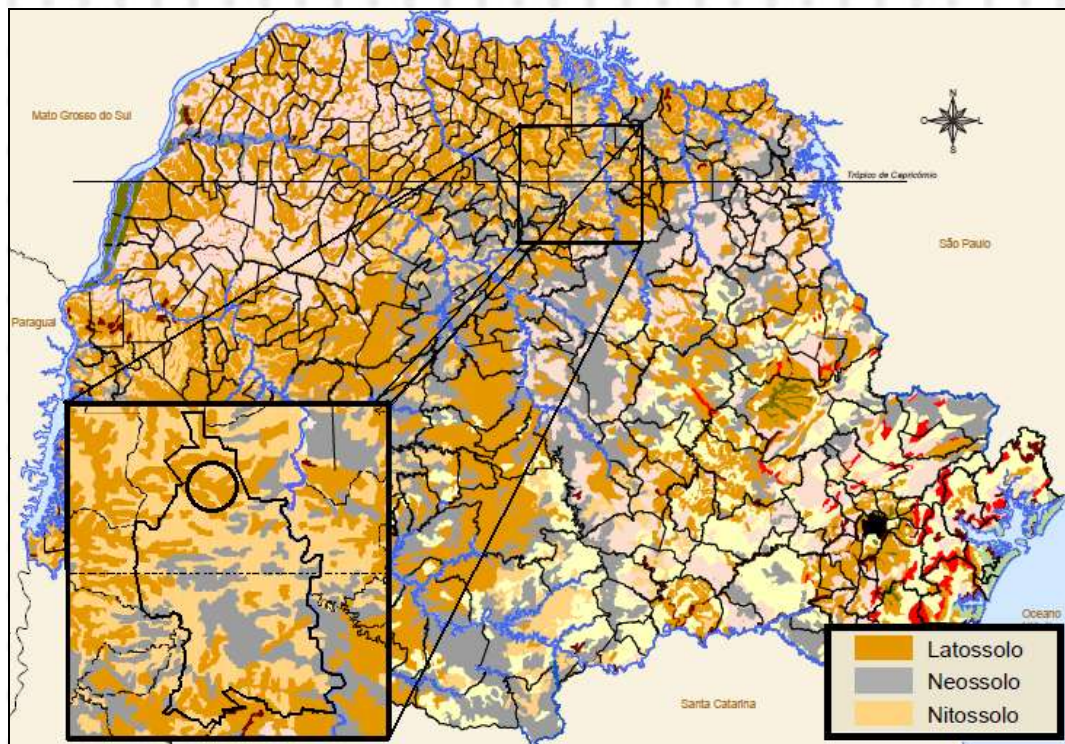 Mato Grosso do Sul
N
O
L
S
Trópico de Capricórnio
São Paulo
Paraguai
Oceano
Santa Catarina
Latossolo
Neossolo
Nitossolo